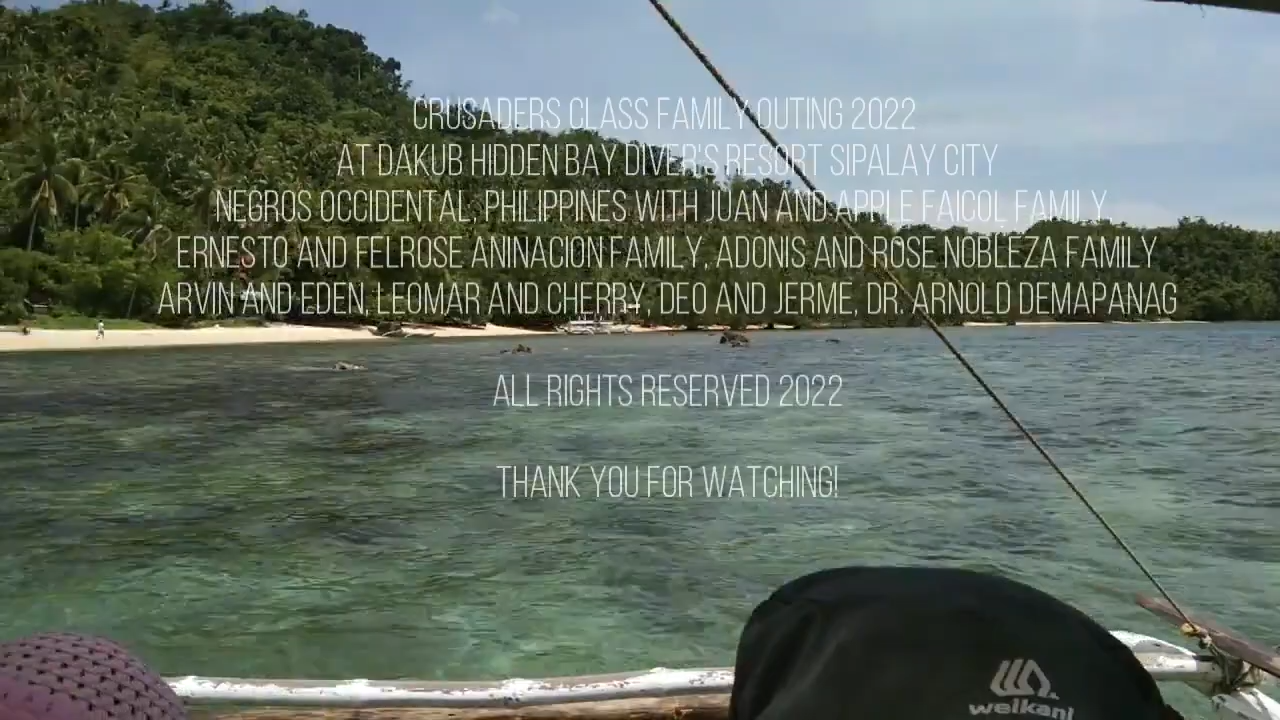 CRUSADERS CLASS FAMILY OUTING 2022
AT DAKUB HIDDEN BAY DIVER'S RESORT SIPALAY CITY
NEGROS OCCIDENTAL, PHILIPPINES WITH JUAN AND APPLE FAICOL FAMILY,
ERNESTO AND FELROSE ANINACION FAMILY, ADONIS AND ROSE NOBLEZA FAMILY
ARVIN AND EDEN, LEOMAR AND CHERRY, DEO AND JERME, DR. ARNOLD DEMAPANAG
ALL RIGHTS RESERVED 2022
THANK YOU FOR WATCHING!
weikani